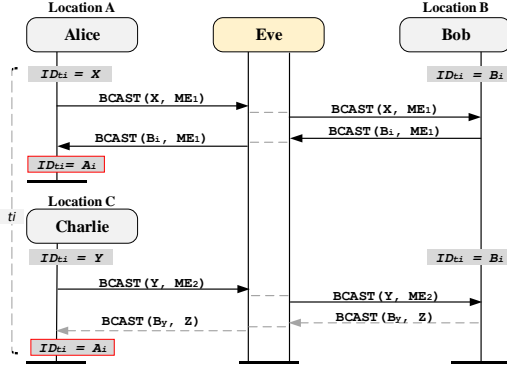 Location A
Location B
Alice
Eve
Bob
IDti = X
IDti = Bi
BCAST(X, ME1)
BCAST(X, ME1)
BCAST(Bi, ME1)
BCAST(Bi, ME1)
IDti= Ai
Location C
ti
Charlie
IDti = Y
IDti = Bi
BCAST(Y, ME2)
BCAST(Y, ME2)
BCAST(By, Z)
BCAST(By, Z)
IDti = Ai